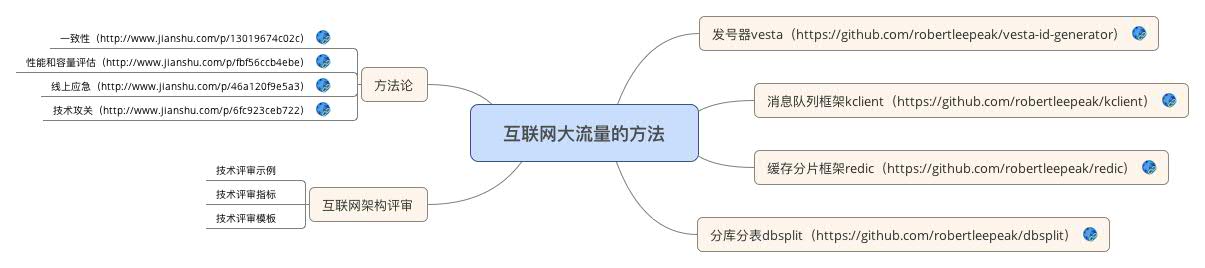 一致性（http://www.jianshu.com/p/13019674c02c）
性能和容量评估（http://www.jianshu.com/p/fbf56ccb4ebe）
线上应急（http://www.jianshu.com/p/46a120f9e5a3）
技术攻关（http://www.jianshu.com/p/6fc923ceb722）
方法论
技术评审示例
技术评审指标
技术评审模板
互联网架构评审
互联网大流量的方法
发号器vesta（https://github.com/robertleepeak/vesta-id-generator）
消息队列框架kclient（https://github.com/robertleepeak/kclient）
缓存分片框架redic（https://github.com/robertleepeak/redic）
分库分表dbsplit（https://github.com/robertleepeak/dbsplit）